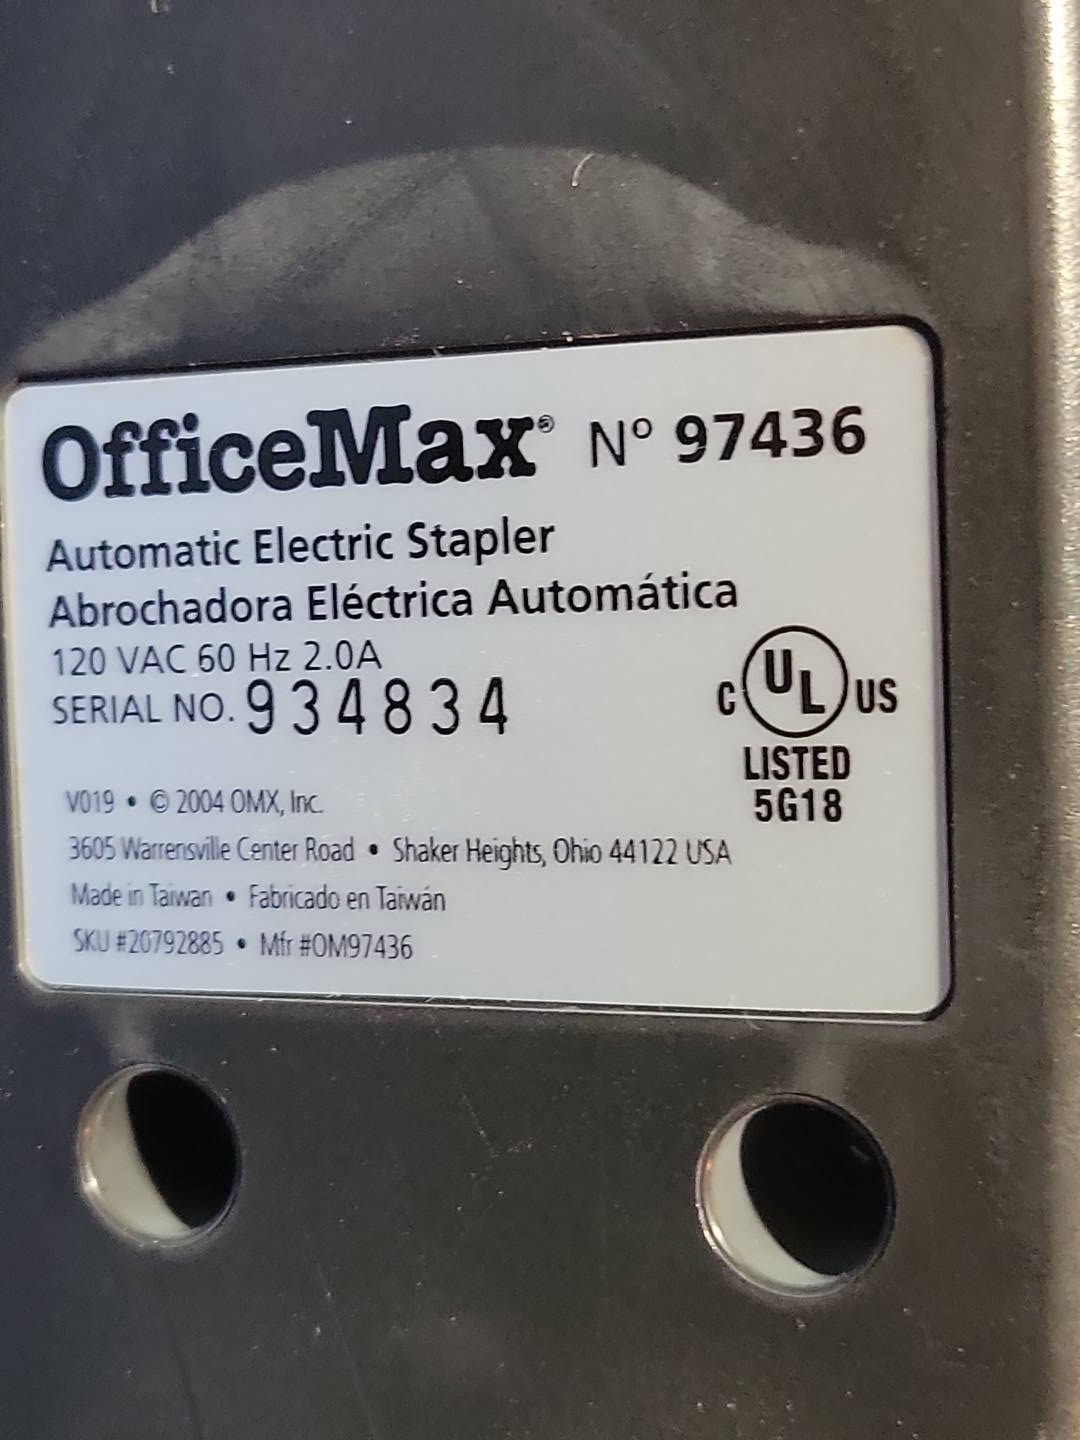 OfficeMax® Nº 97436
Automatic Electric Stapler
Abrochadora Eléctrica Automática
120 VAC 60 Hz 2.0A
SERIAL NO. 934834
C UL US
LISTED
5G18
V019 • © 2004 OMX, Inc.
3605 Warrensville Center Road • Shaker Heights, Ohio 44122 USA
Made in Taiwan • Fabricado en Taiwán
SKU #20792885 • Mfr #OM97436